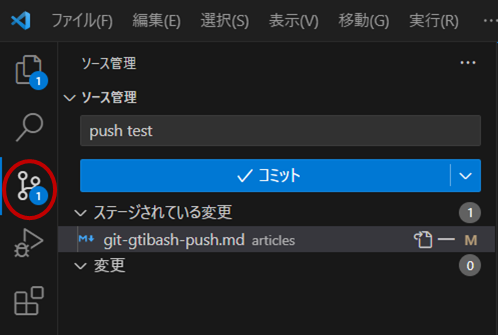 ファイル(F) 編集(E) 選択(S) 表示(V) 移動(G) 実行(R) …
ソース管理 …
1
ソース管理
push test
コミット
1
ステージされている変更 1
M git-gtibash-push.md articles M
変更 0